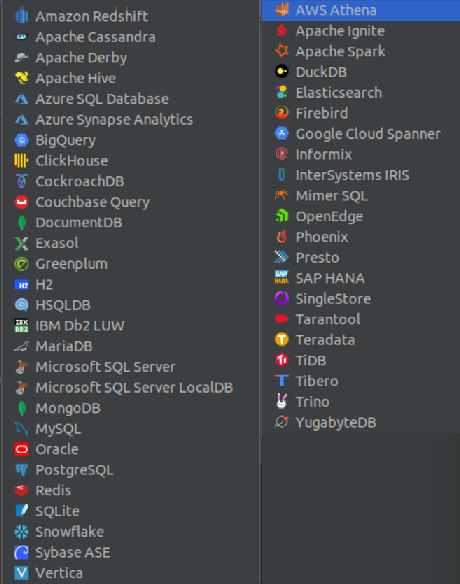 Amazon Redshift
Apache Cassandra
Apache Derby
Apache Hive
Azure SQL Database
Azure Synapse Analytics
BigQuery
ClickHouse
CockroachDB
Couchbase Query
DocumentDB
Exasol
Greenplum
H2
HSQLDB
IBM Db2 LUW
MariaDB
Microsoft SQL Server
Microsoft SQL Server LocalDB
MongoDB
MySQL
Oracle
PostgreSQL
Redis
SQLite
Snowflake
Sybase ASE
Vertica
AWS Athena
Apache Ignite
Apache Spark
DuckDB
Elasticsearch
Firebird
Google Cloud Spanner
Informix
InterSystems IRIS
Mimer SQL
OpenEdge
Phoenix
Presto
SAP HANA
SingleStore
Tarantool
Teradata
TiDB
Tibero
Trino
YugabyteDB